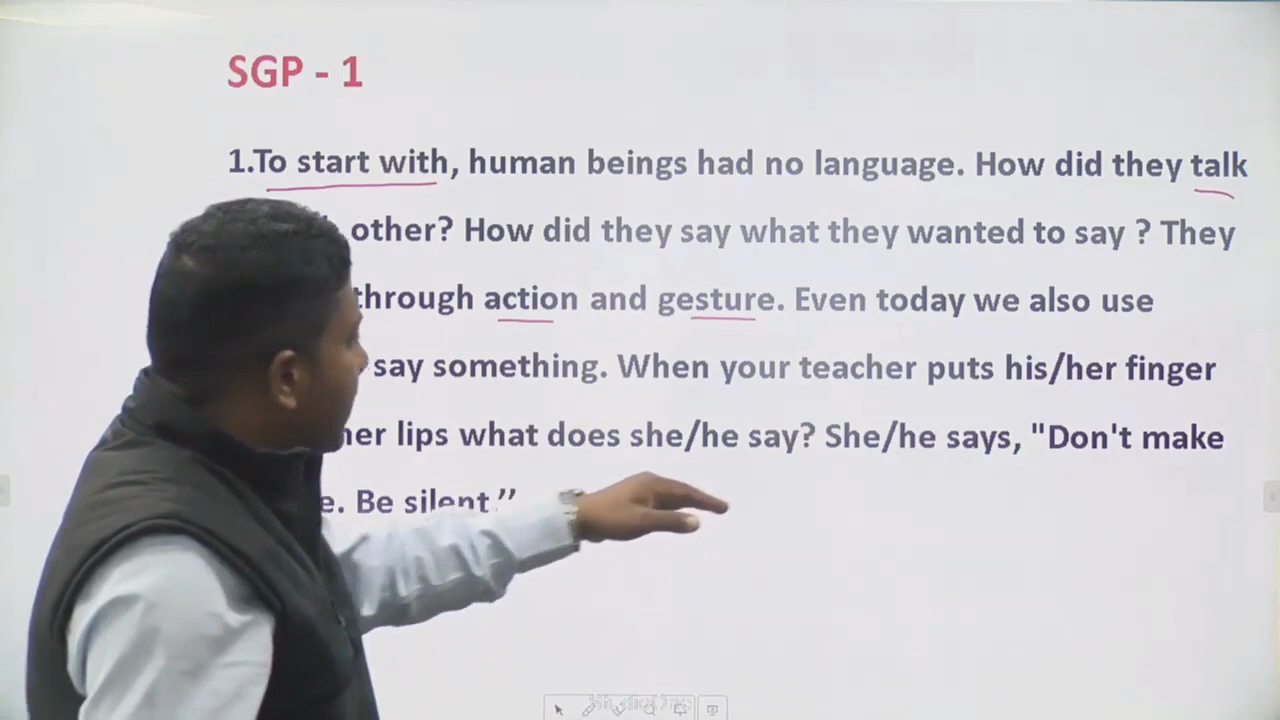 SGP - 1
1.To start with, human beings had no language. How did they talk
other? How did they say what they wanted to say ? They
through action and gesture. Even today we also use
say something. When your teacher puts his/her finger
her lips what does she/he say? She/he says, "Don't make
Be silent”